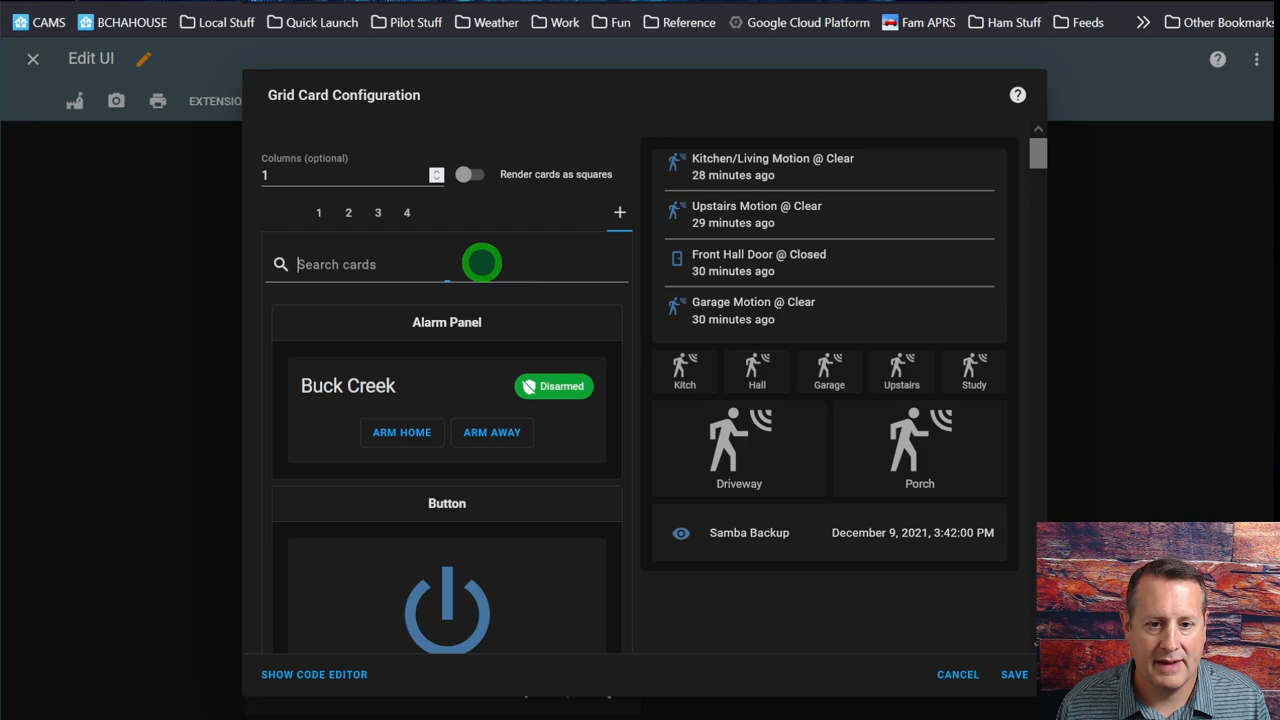 CAMS BCHAHOUSE Local Stuff Quick Launch Pilot Stuff Weather Work Fun Reference Google Cloud Platform Fam APRS Ham Stuff Feeds Other Bookmarks
Edit UI
EXTENSIO
Grid Card Configuration
Columns (optional)
1
Render cards as squares
1 2 3 4 +
Search cards
Alarm Panel
Buck Creek
Disarmed
ARM HOME
ARM AWAY
Button
Kitchen/Living Motion @ Clear
28 minutes ago
Upstairs Motion @ Clear
29 minutes ago
Front Hall Door @ Closed
30 minutes ago
Garage Motion @ Clear
30 minutes ago
Kitch Hall Garage Upstairs Study
Driveway Porch
Samba Backup December 9, 2021, 3:42:00 PM
SHOW CODE EDITOR
CANCEL SAVE